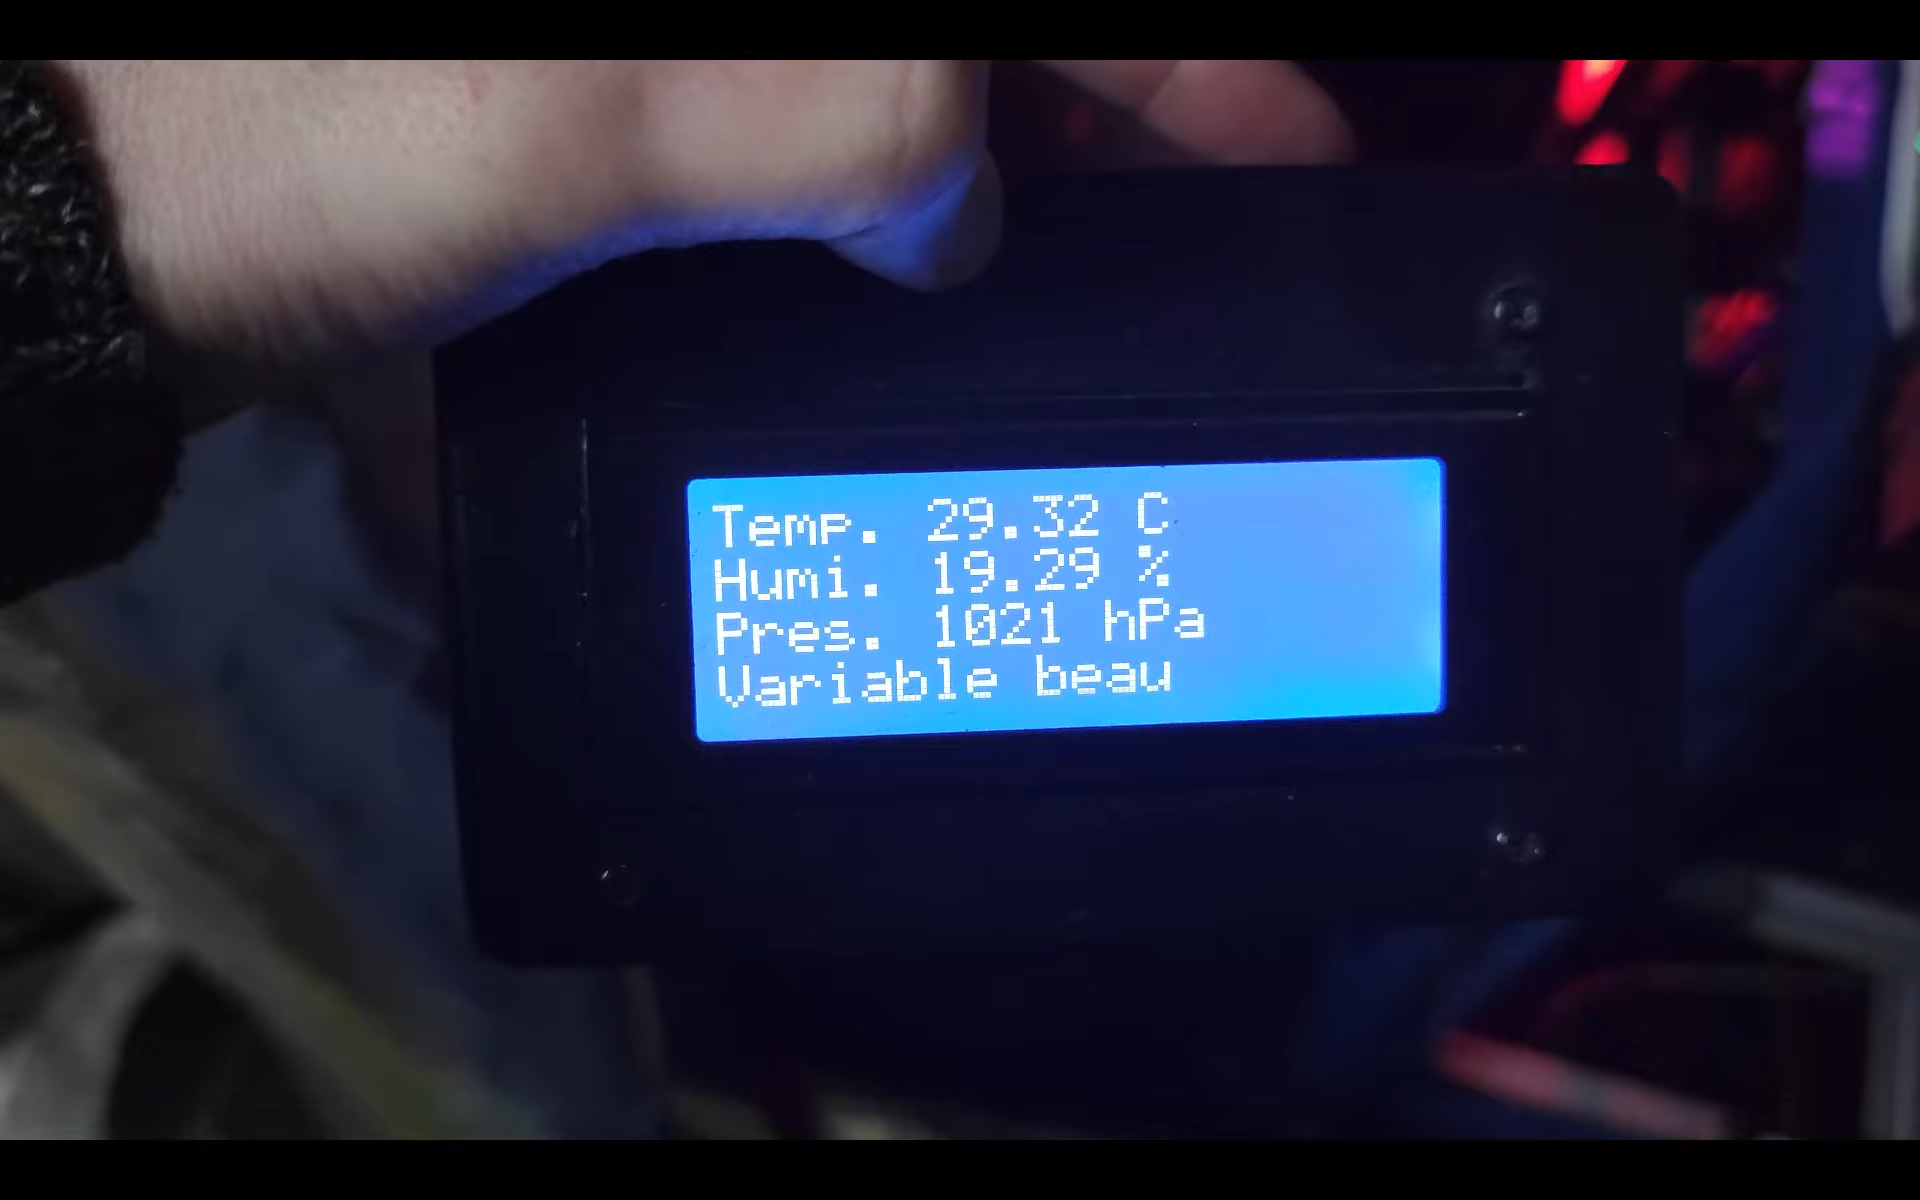 Temp. 29.32 C
Humi. 19.29 %
Pres. 1021 hPa
Variable beau